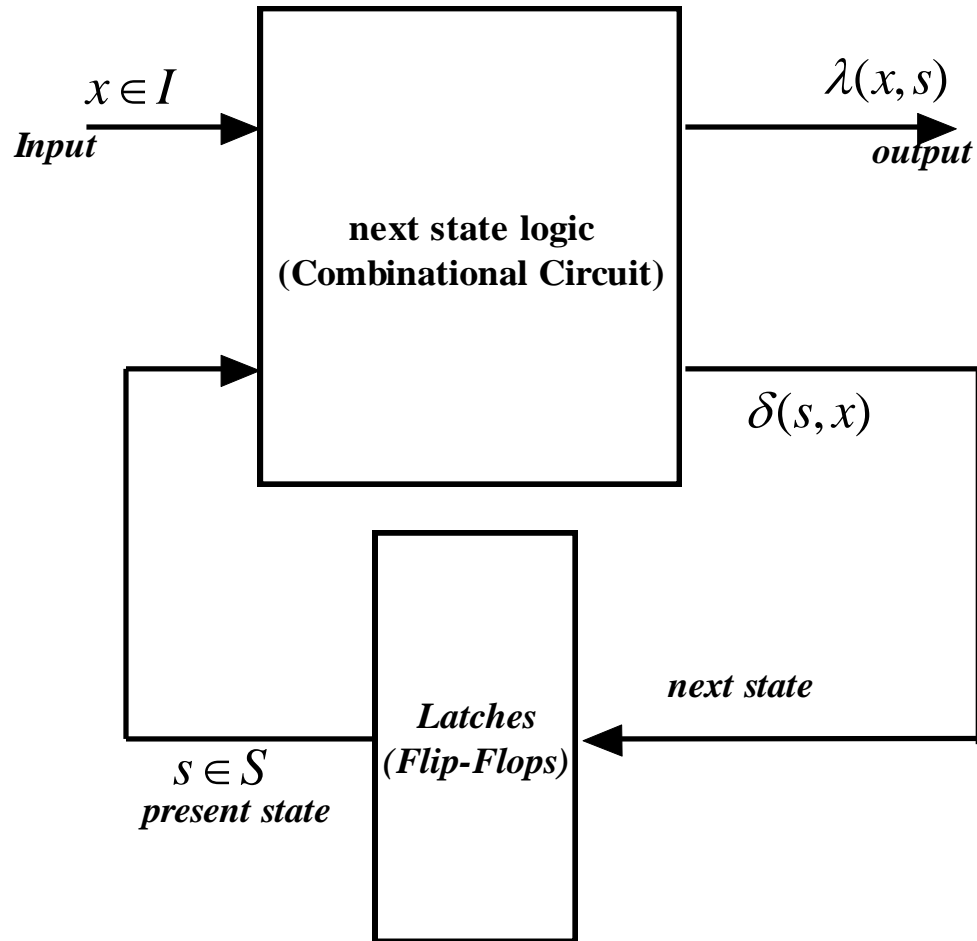 x ∈ I
Input
λ(x, s)
output
next state logic
(Combinational Circuit)
δ(s, x)
next state
Latches
(Flip-Flops)
s ∈ S
present state